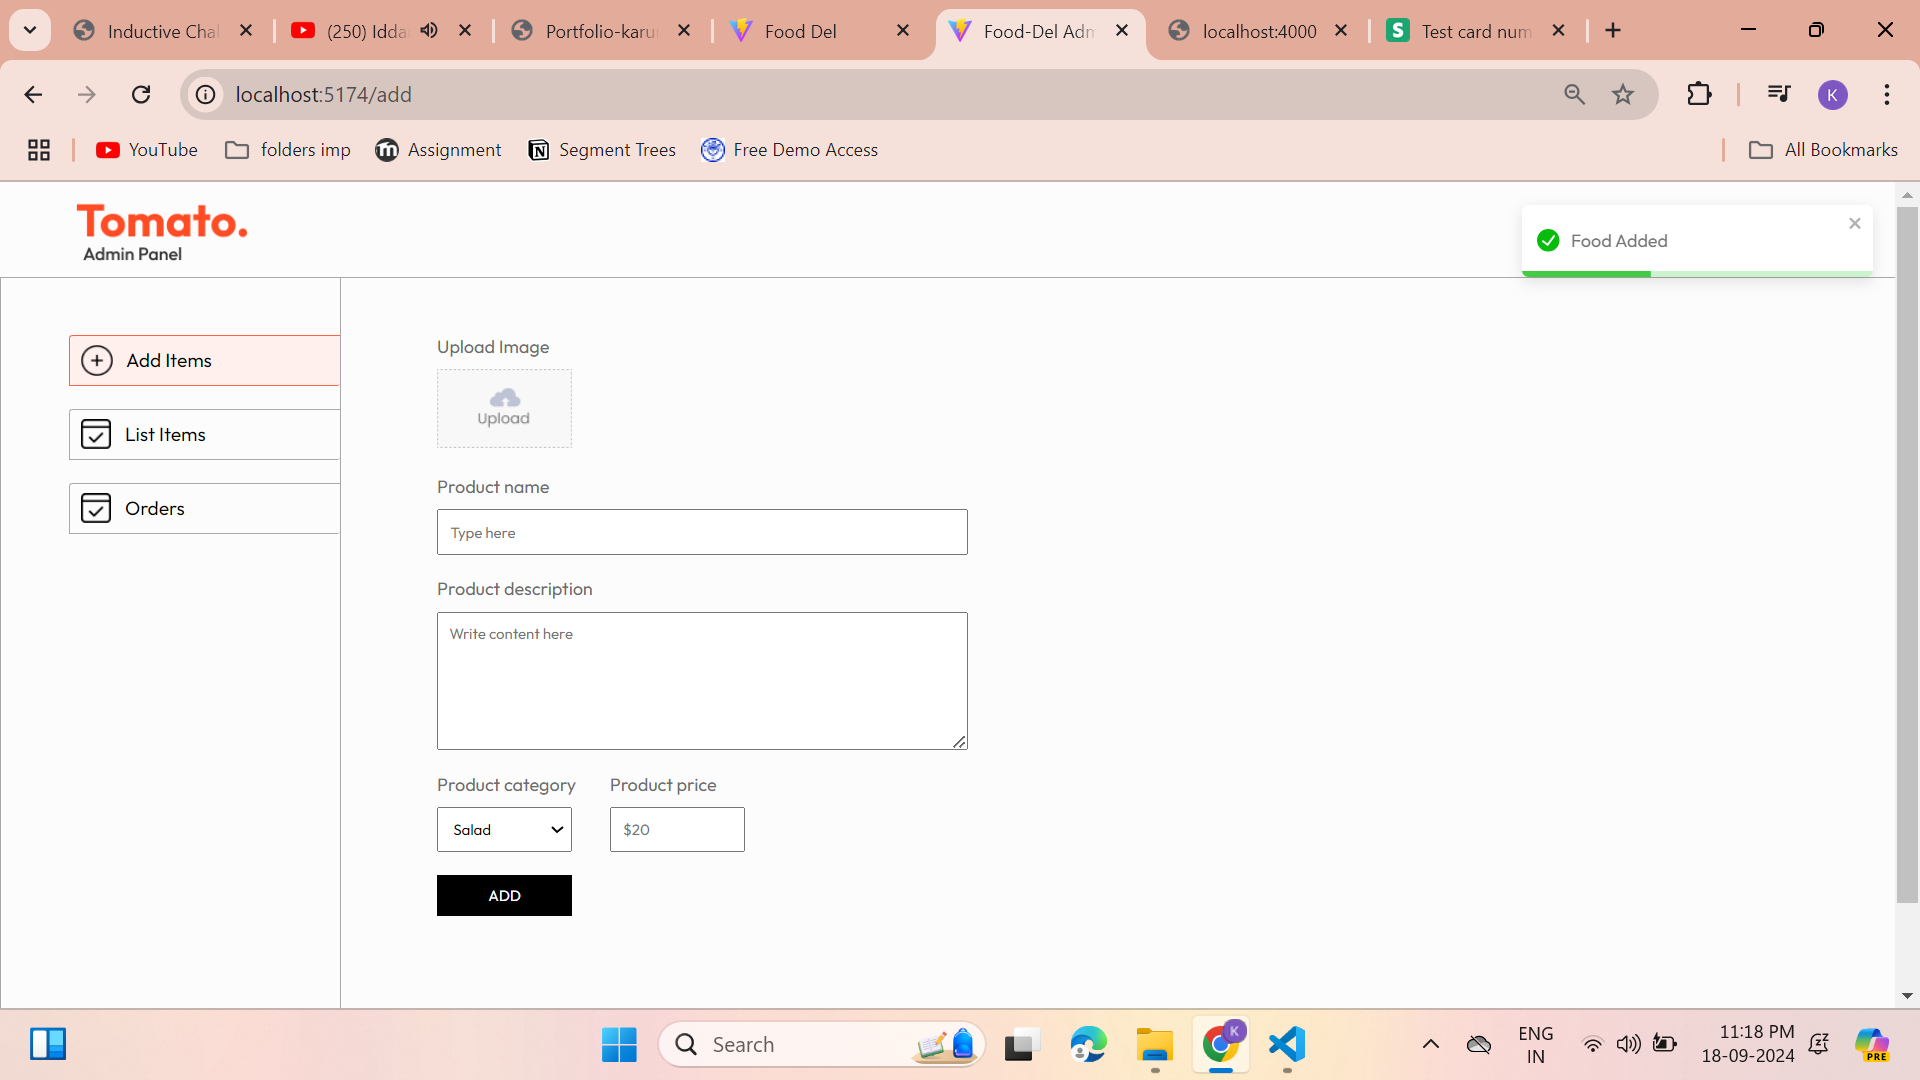 Inductive Chal
(250) Idda
Portfolio-karu
Food Del
Food-Del Adm
localhost:4000
Test card num
localhost:5174/add
K
YouTube
folders imp
Assignment
Segment Trees
Free Demo Access
All Bookmarks
Tomato.
Admin Panel
Food Added
Add Items
List Items
Orders
Upload Image
Upload
Product name
Type here
Product description
Write content here
Product category
Product price
Salad
$20
ADD
Search
K
ENG
IN
11:18 PM
18-09-2024
PRE